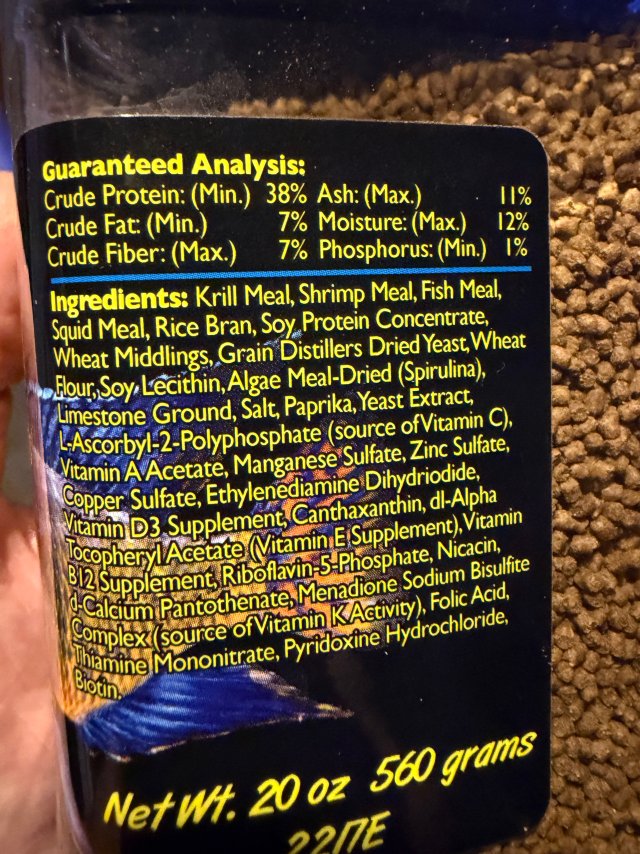 Guaranteed Analysis:
Crude Protein: (Min.) 38% Ash: (Max.) 11%
Crude Fat: (Min.) 7% Moisture: (Max.) 12%
Crude Fiber: (Max.) 7% Phosphorus: (Min.) 1%
Ingredients: Krill Meal, Shrimp Meal, Fish Meal,
Squid Meal, Rice Bran, Soy Protein Concentrate,
Wheat Middlings, Grain Distillers Dried Yeast, Wheat
Flour, Soy Lecithin, Algae Meal-Dried (Spirulina),
Limestone Ground, Salt, Paprika, Yeast Extract,
L-Ascorbyl-2-Polyphosphate (source of Vitamin C),
Vitamin A Acetate, Manganese Sulfate, Zinc Sulfate,
Copper Sulfate, Ethylenediamine Dihydriodide,
Vitamin D3 Supplement, Canthaxanthin, dl-Alpha
Tocopheryl Acetate (Vitamin E Supplement), Vitamin
B12 Supplement, Riboflavin-5-Phosphate, Nicacin,
d-Calcium Pantothenate, Menadione Sodium Bisulfite
Complex (source of Vitamin K Activity), Folic Acid,
Thiamine Mononitrate, Pyridoxine Hydrochloride,
Biotin.
Net Wt. 20 oz 560 grams